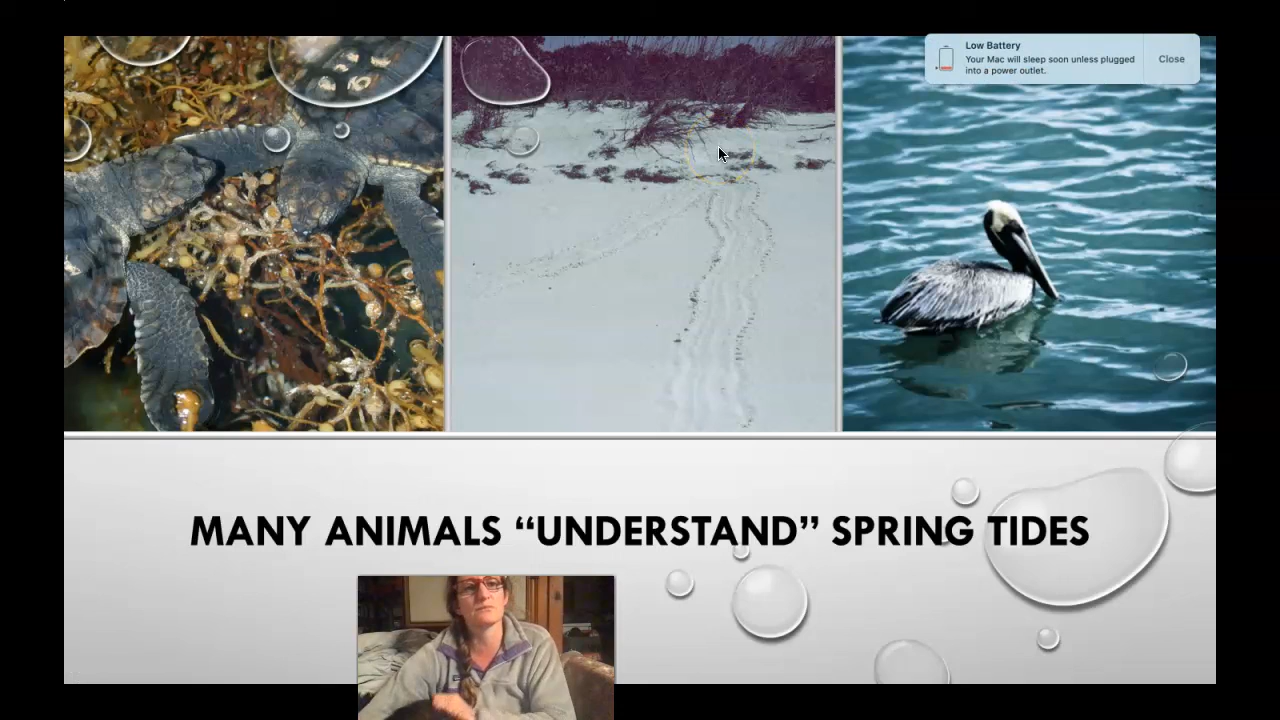 Low Battery
Your Mac will sleep soon unless plugged
into a power outlet.
Close
MANY ANIMALS “UNDERSTAND” SPRING TIDES